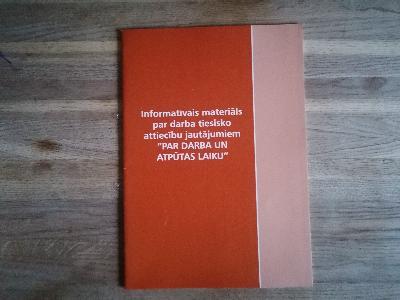 Informatīvais materiāls
par darba tiesisko
attiecību jautājumiem
"PAR DARBA UN
ATPŪTAS LAIKU"